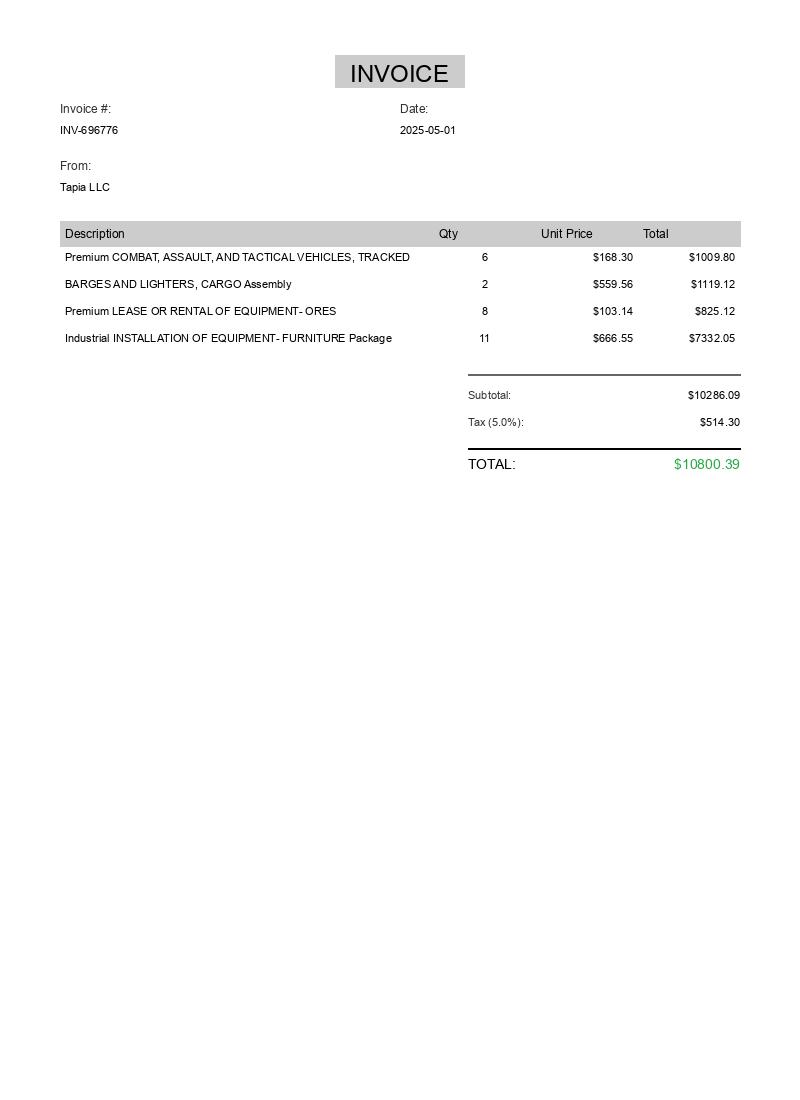 INVOICE
Invoice #: Date:
INV-696776 2025-05-01
From:
Tapia LLC
Description Qty Unit Price Total
Premium COMBAT, ASSAULT, AND TACTICAL VEHICLES, TRACKED 6 $168.30 $1009.80
BARGES AND LIGHTERS, CARGO Assembly 2 $559.56 $1119.12
Premium LEASE OR RENTAL OF EQUIPMENT- ORES 8 $103.14 $825.12
Industrial INSTALLATION OF EQUIPMENT- FURNITURE Package 11 $666.55 $7332.05
Subtotal: $10286.09
Tax (5.0%): $514.30
TOTAL: $10800.39